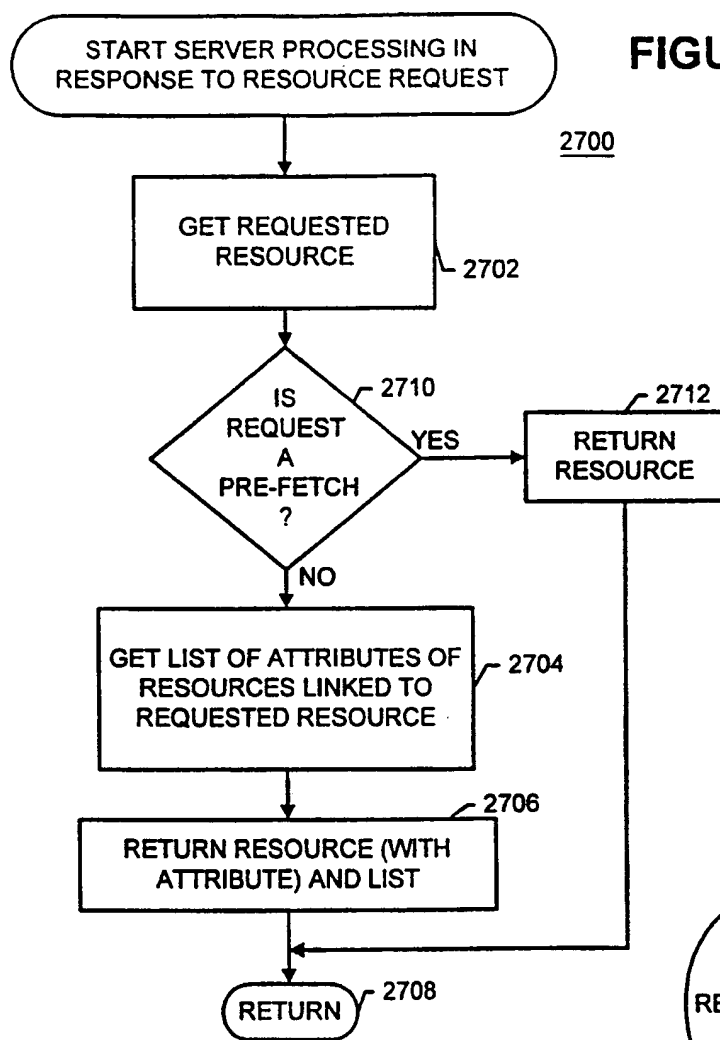 START SERVER PROCESSING IN
RESPONSE TO RESOURCE REQUEST
2700
GET REQUESTED
RESOURCE
2702
IS
REQUEST
A
PRE-FETCH
?
2710
YES
2712
RETURN
RESOURCE
NO
GET LIST OF ATTRIBUTES OF
RESOURCES LINKED TO
REQUESTED RESOURCE
2704
2706
RETURN RESOURCE (WITH
ATTRIBUTE) AND LIST
RETURN
2708